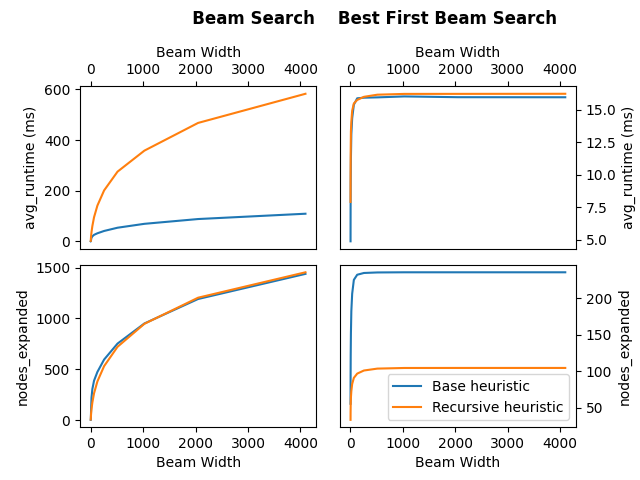 Beam Search
Best First Beam Search
Beam Width
Beam Width
0 1000 2000 3000 4000
0 1000 2000 3000 4000
avg_runtime (ms)
600
400
200
0
15.0
12.5
10.0
7.5
5.0
avg_runtime (ms)
nodes_expanded
1500
1000
500
0
200
150
100
50
nodes_expanded
Base heuristic
Recursive heuristic
0 1000 2000 3000 4000
0 1000 2000 3000 4000
Beam Width
Beam Width